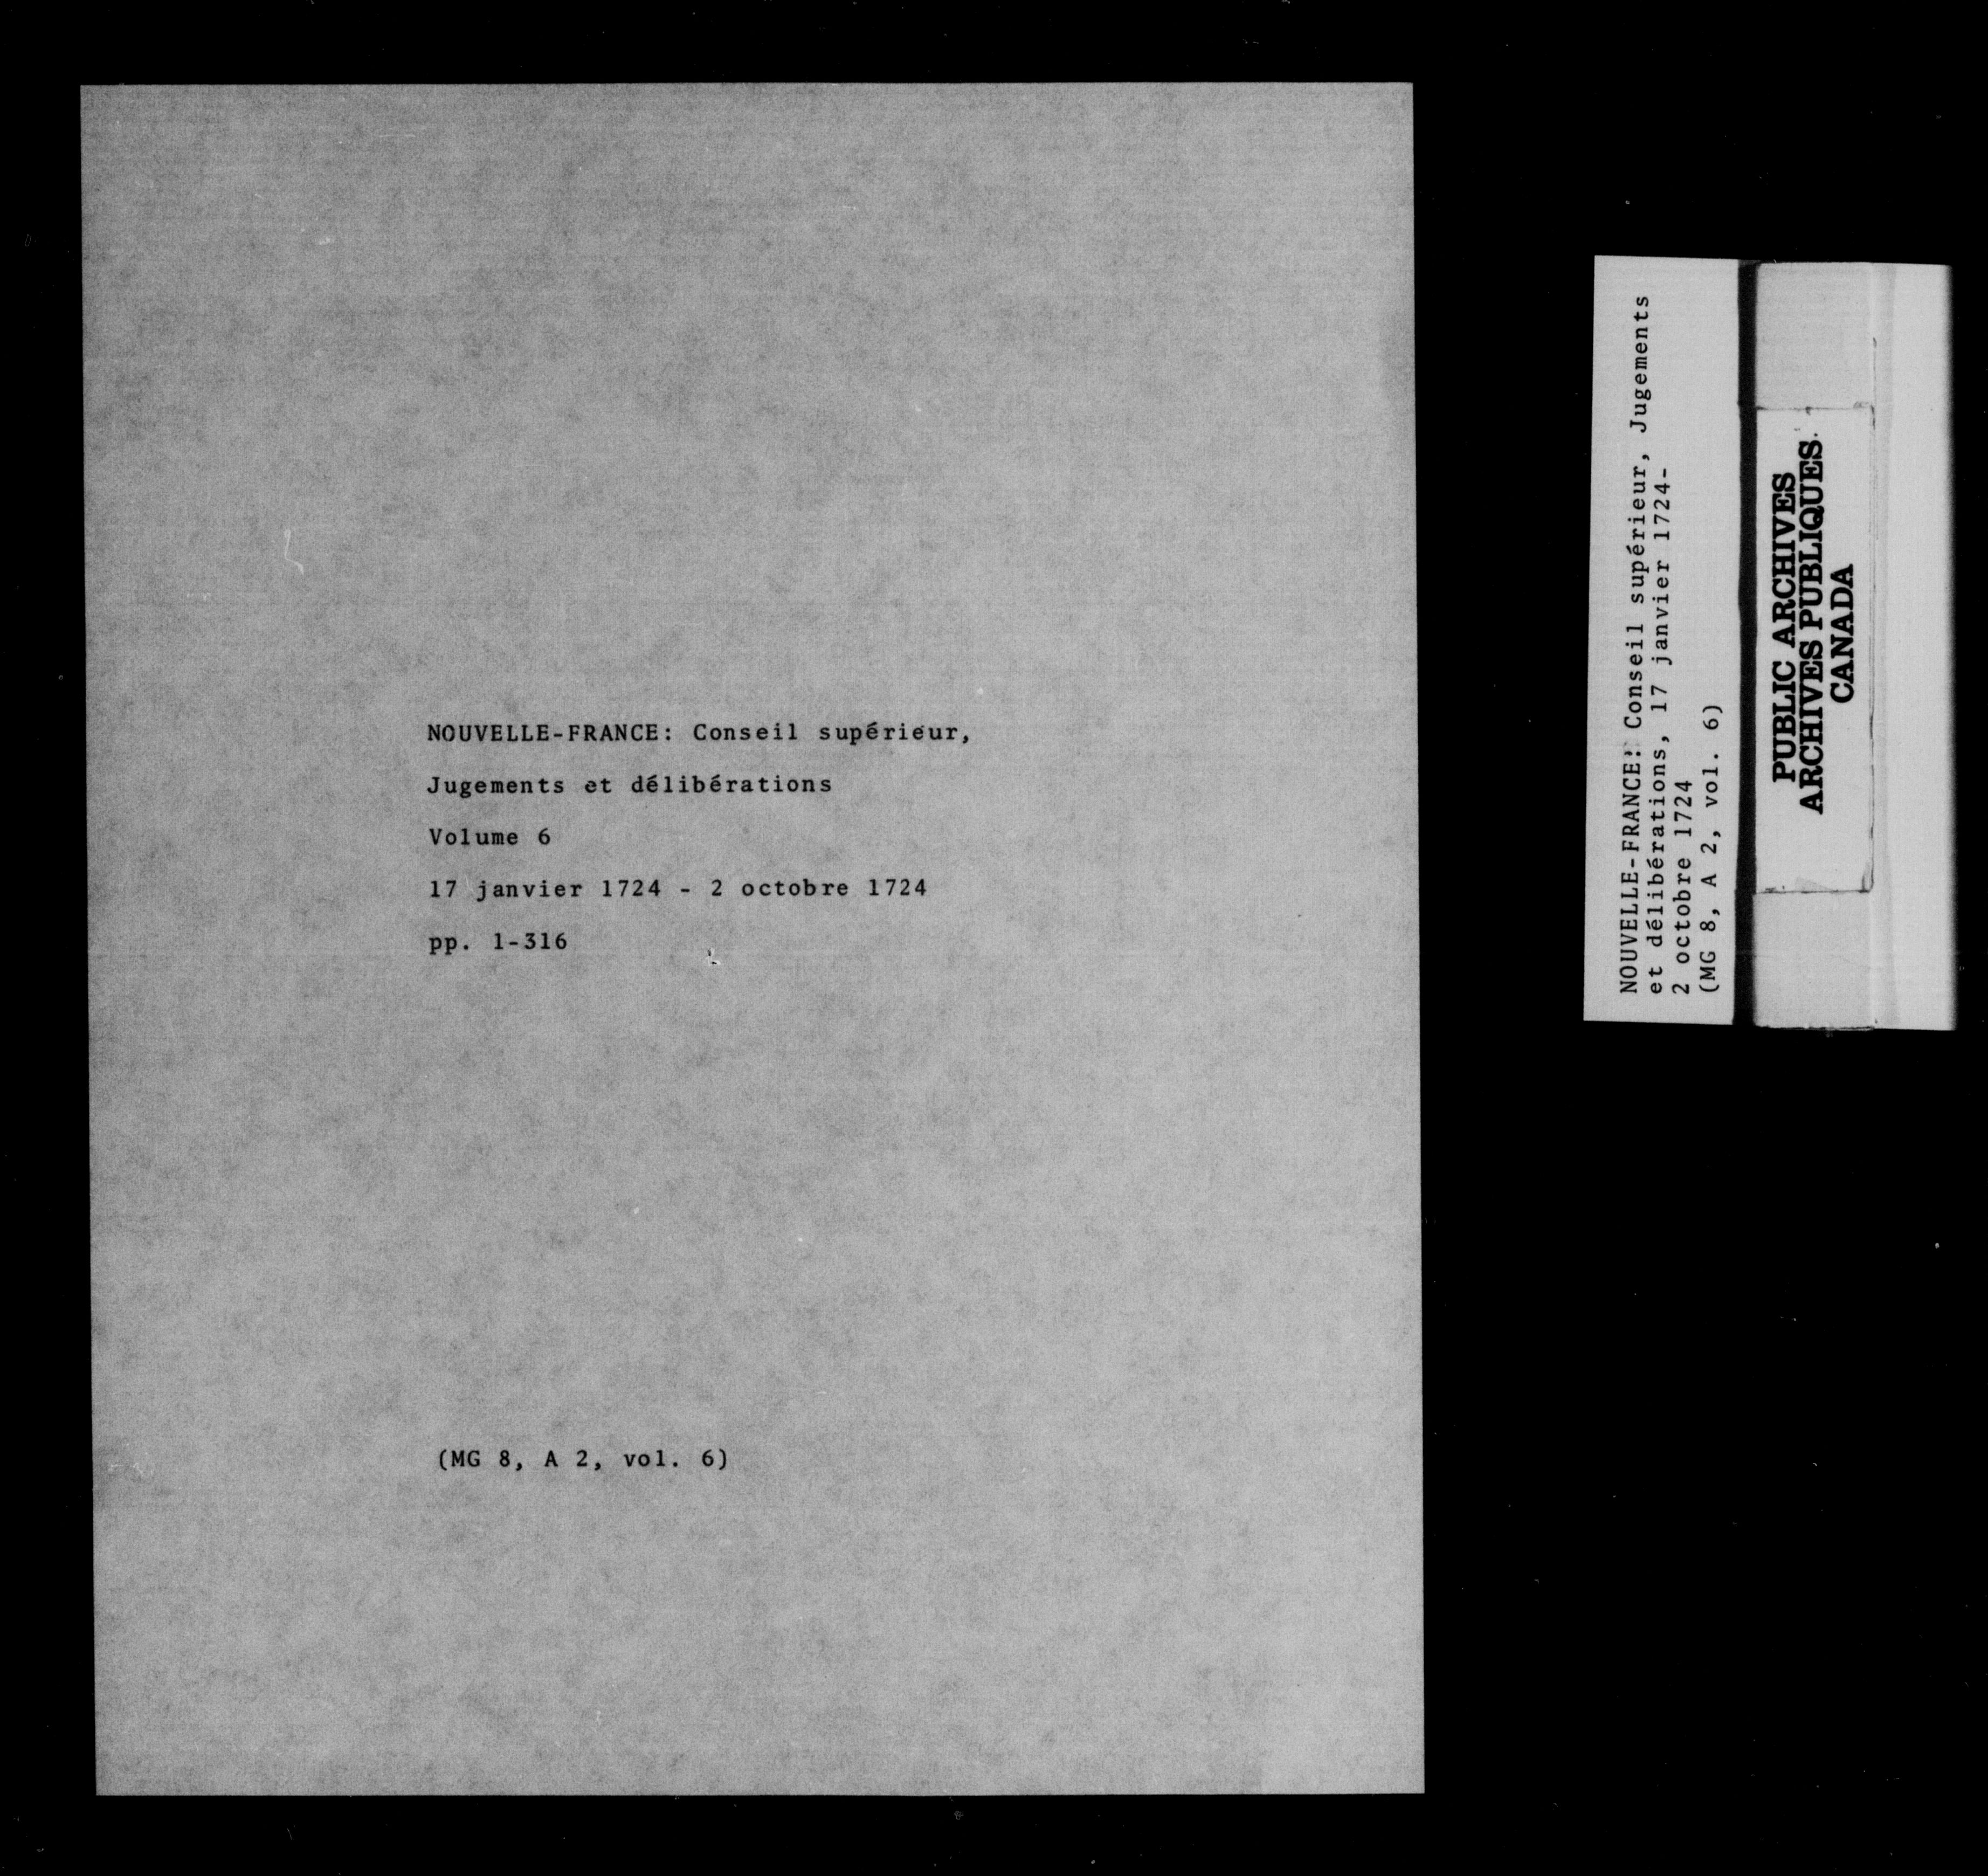 NOUVELLE-FRANCE: Conseil supérieur,
Jugements et délibérations
Volume 6
17 janvier 1724 - 2 octobre 1724
pp. 1-316
(MG 8, A 2, vol. 6)
NOUVELLE-FRANCE: Conseil supérieur, Jugements
et délibérations, 17 janvier 1724-
2 octobre 1724
(MG 8, A 2, vol. 6)
PUBLIC ARCHIVES
ARCHIVES PUBLIQUES
CANADA